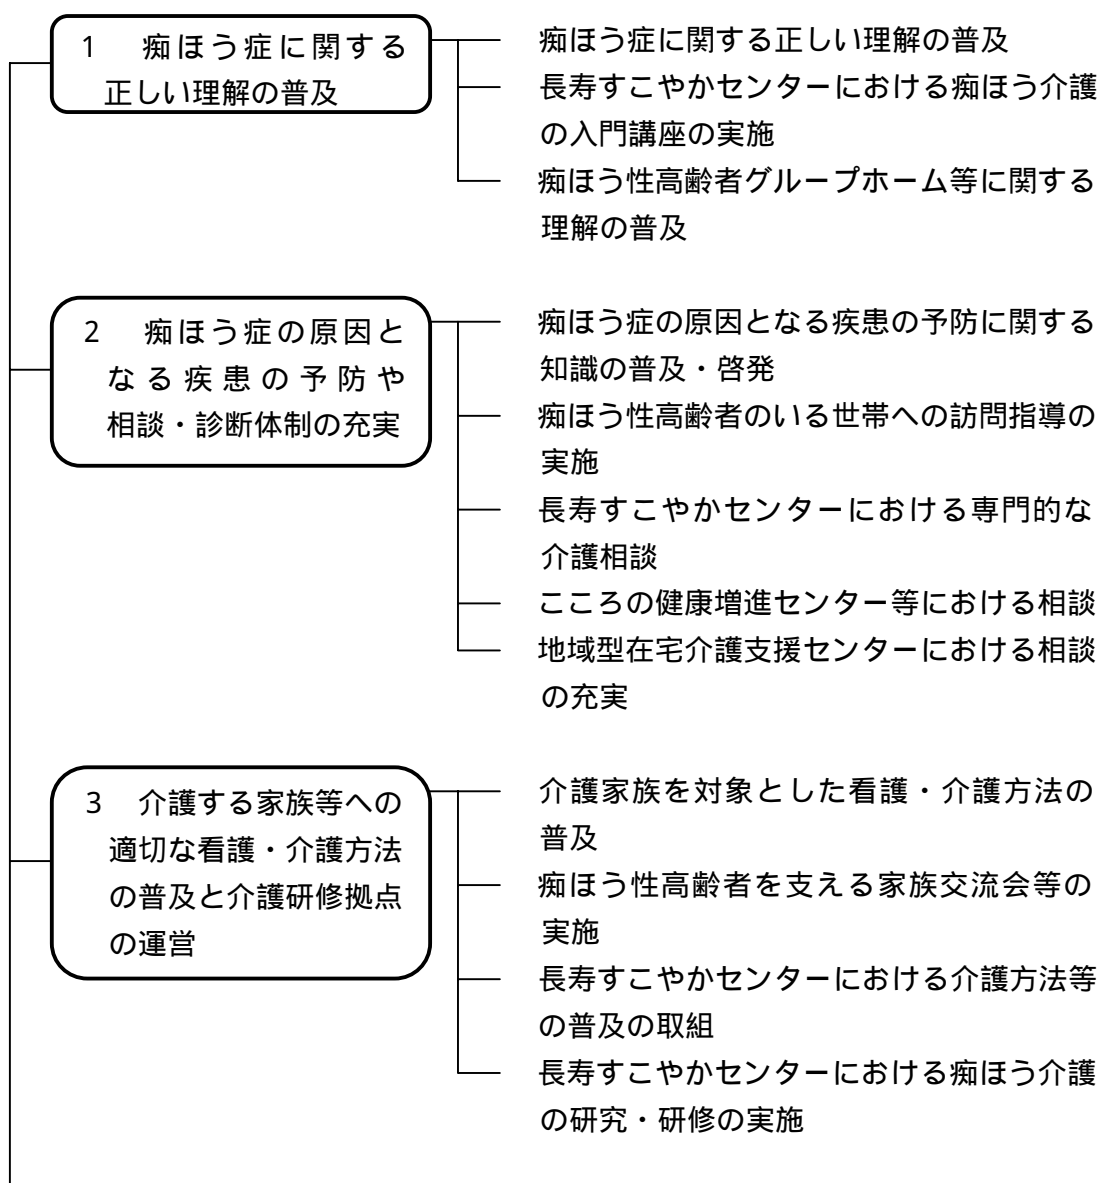 1 痴ほう症に関する
正しい理解の普及
痴ほう症に関する正しい理解の普及
長寿すこやかセンターにおける痴ほう介護
の入門講座の実施
痴ほう性高齢者グループホーム等に関する
理解の普及
2 痴ほう症の原因と
なる疾患の予防や
相談・診断体制の充実
痴ほう症の原因となる疾患の予防に関する
知識の普及・啓発
痴ほう性高齢者のいる世帯への訪問指導の
実施
長寿すこやかセンターにおける専門的な
介護相談
こころの健康増進センター等における相談
地域型在宅介護支援センターにおける相談
の充実
3 介護する家族等への
適切な看護・介護方法
の普及と介護研修拠点
の運営
介護家族を対象とした看護・介護方法の
普及
痴ほう性高齢者を支える家族交流会等の
実施
長寿すこやかセンターにおける介護方法等
の普及の取組
長寿すこやかセンターにおける痴ほう介護
の研究・研修の実施